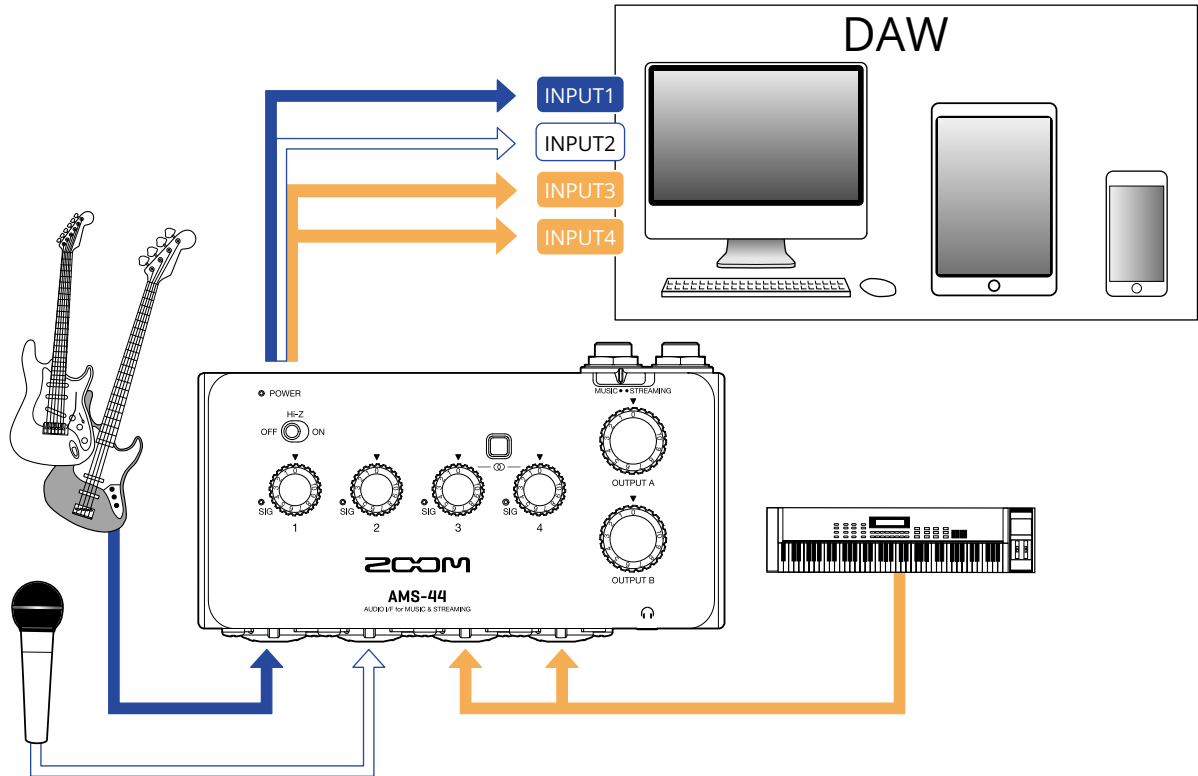 DAW
INPUT1
INPUT2
INPUT3
INPUT4
MUSIC ●●STREAMING
POWER
Hi-Z
OFF ON
OUTPUT A
SIG SIG SIG SIG
1 2 3 4
OUTPUT B
ZOOM
AMS-44
AUDIO I/F for MUSIC & STREAMING